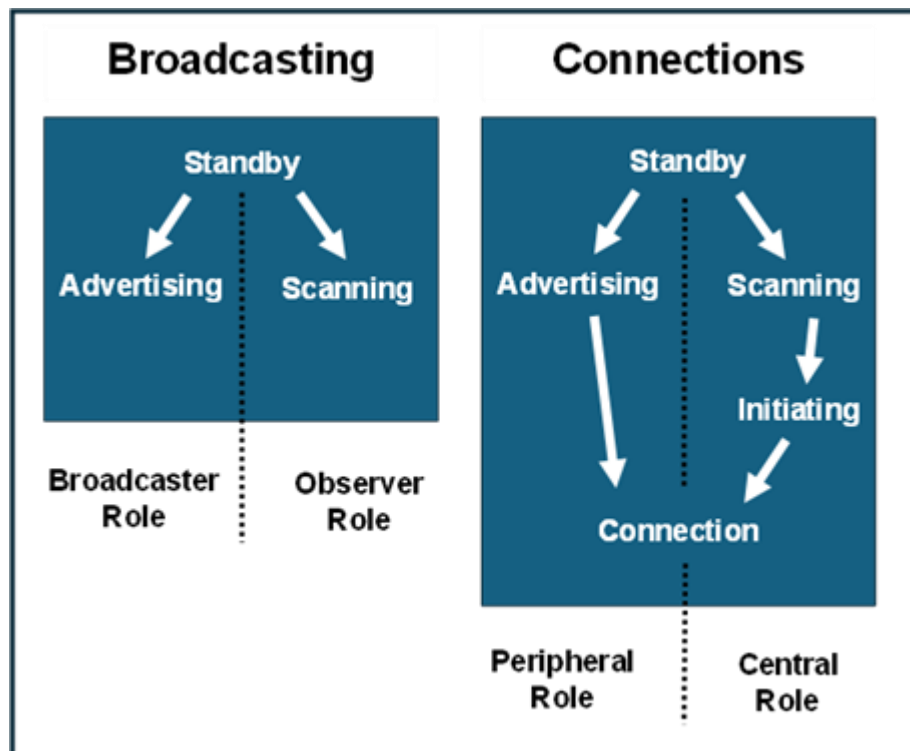 Broadcasting
Standby
Advertising
Scanning
Broadcaster
Role
Observer
Role
Connections
Standby
Advertising
Scanning
Initiating
Connection
Peripheral
Role
Central
Role